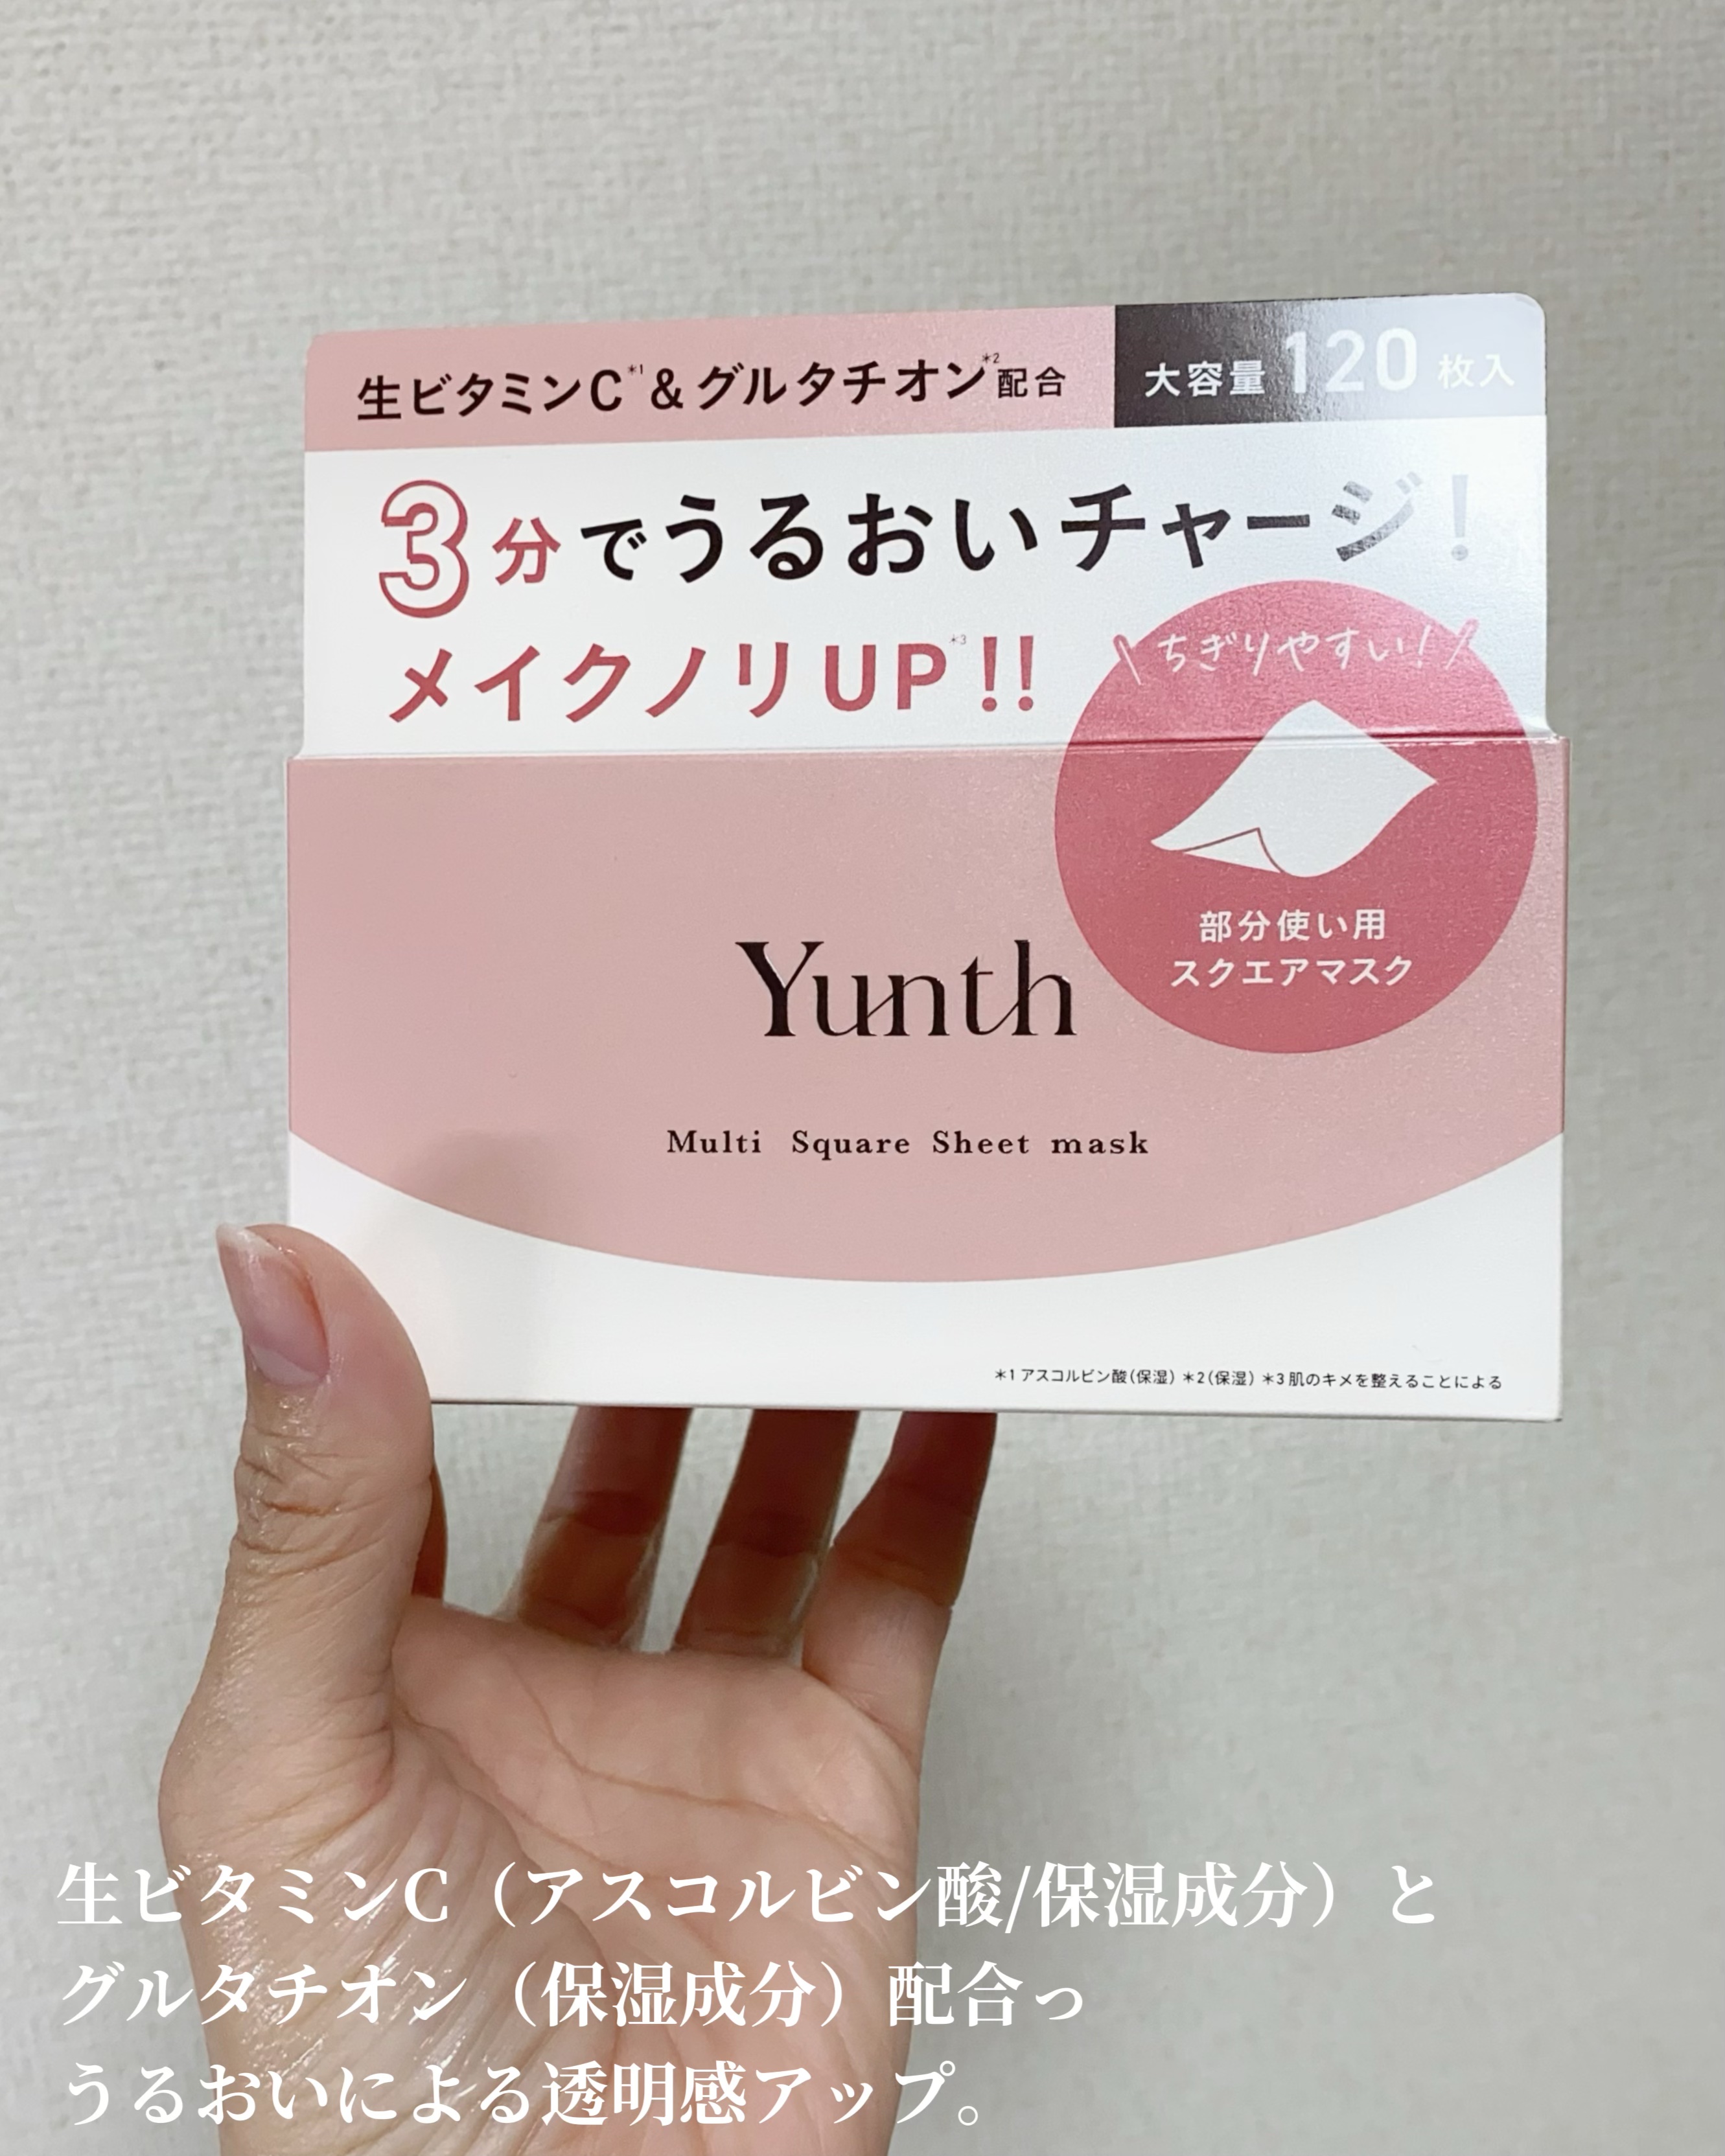 生ビタミンC*1&グルタチオン*2配合
大容量120枚入
3分でうるおいチャージ!
メイクノリUP*3!!
\ちぎりやすい!/
部分使い用
スクエアマスク
Yunth
Multi Square Sheet mask
*1 アスコルビン酸(保湿) *2(保湿) *3 肌のキメを整えることによる
生ビタミンC（アスコルビン酸/保湿成分）と
グルタチオン（保湿成分）配合っ
うるおいによる透明感アップ。